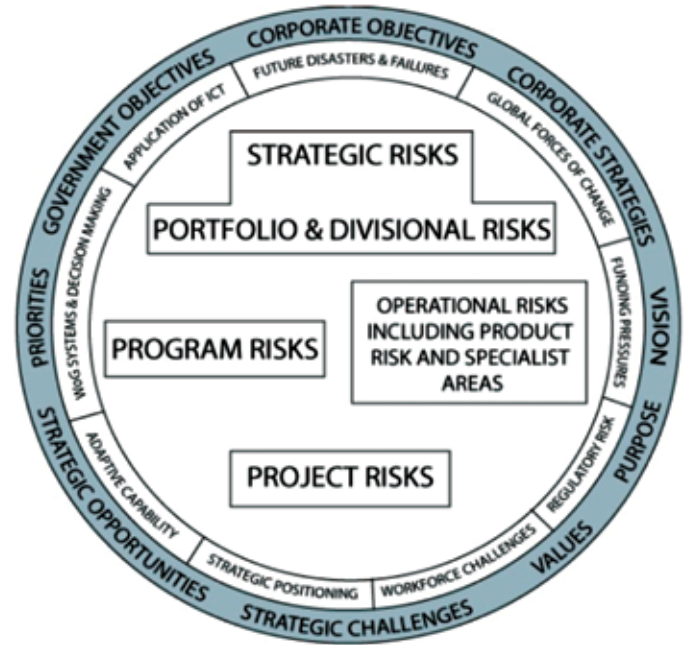 CORPORATE OBJECTIVES
CORPORATE STRATEGIES
VISION
PURPOSE
VALUES
STRATEGIC CHALLENGES
STRATEGIC OPPORTUNITIES
PRIORITIES
GOVERNMENT OBJECTIVES
FUTURE DISASTERS & FAILURES
GLOBAL FORCES OF CHANGE
FUNDING PRESSURES
REGULATORY RISK
WORKFORCE CHALLENGES
STRATEGIC POSITIONING
ADAPTIVE CAPABILITY
WoG SYSTEMS & DECISION MAKING
APPLICATION OF ICT
STRATEGIC RISKS
PORTFOLIO & DIVISIONAL RISKS
OPERATIONAL RISKS
INCLUDING PRODUCT
RISK AND SPECIALIST
AREAS
PROGRAM RISKS
PROJECT RISKS